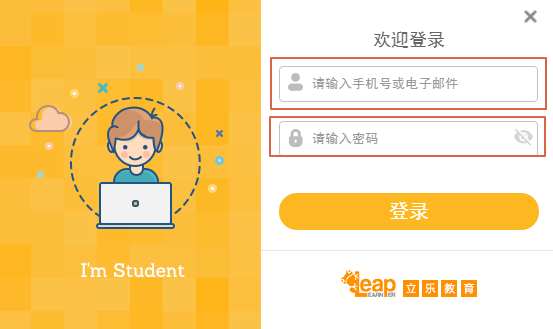 I'm Student
欢迎登录
请输入手机号或电子邮件
请输入密码
登录
Leap
LEARNER
立乐教育